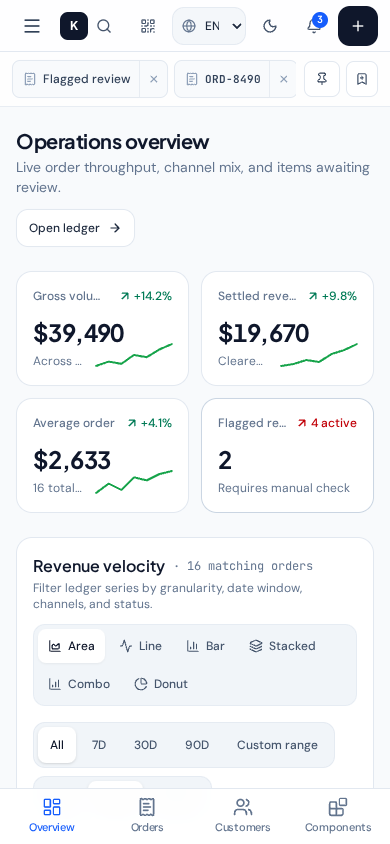 K EN 3
Flagged review ORD-8490
Operations overview
Live order throughput, channel mix, and items awaiting
review.
Open ledger
Gross volu... +14.2%
$39,490
Across ...
Settled reve... +9.8%
$19,670
Cleare...
Average order +4.1%
$2,633
16 total...
Flagged re... 4 active
2
Requires manual check
Revenue velocity · 16 matching orders
Filter ledger series by granularity, date window,
channels, and status.
Area Line Bar Stacked
Combo Donut
All 7D 30D 90D Custom range
Overview Orders Customers Components